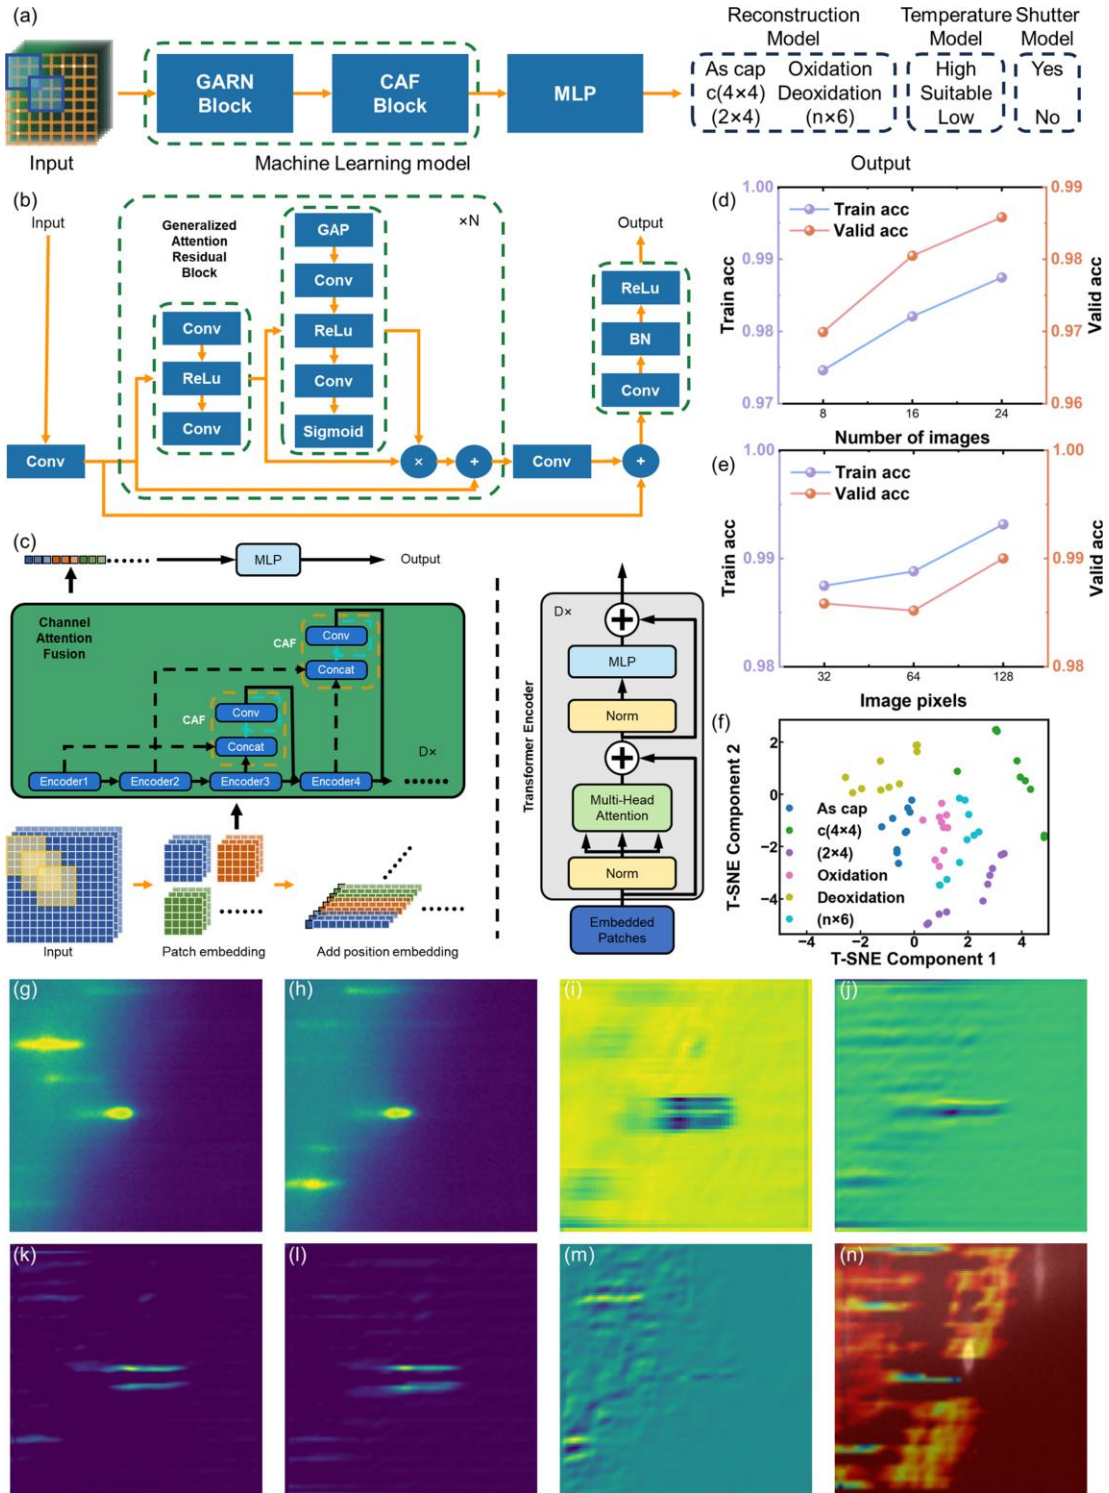 (a)
Reconstruction Model
Temperature Model
Shutter Model
GARN Block
CAF Block
MLP
As cap Oxidation
c(4×4) Deoxidation
(2×4) (n×6)
High
Suitable
Low
Yes
No
Input
Machine Learning model
Output
(b)
Input
Generalized Attention Residual Block
×N
Conv
ReLu
Conv
GAP
Conv
ReLu
Conv
Sigmoid
Output
ReLu
BN
Conv
Conv
×
+
Conv
+
(c)
MLP
Output
Channel Attention Fusion
CAF
Conv
Concat
CAF
Conv
Concat
D×
Encoder1
Encoder2
Encoder3
Encoder4
Input
Patch embedding
Add position embedding
Transformer Encoder
D×
+
MLP
Norm
+
Multi-Head Attention
Norm
Embedded Patches
(d)
1.00
0.99
0.98
0.97
Train acc
Train acc
Valid acc
0.99
0.98
0.97
0.96
Valid acc
8
16
24
Number of images
(e)
1.00
0.99
0.98
Train acc
Train acc
Valid acc
1.00
0.99
0.98
Valid acc
32
64
128
Image pixels
(f)
T-SNE Component 2
2
0
−2
−4
As cap
c(4×4)
(2×4)
Oxidation
Deoxidation
(n×6)
−4
−2
0
2
4
T-SNE Component 1
(g)
(h)
(i)
(j)
(k)
(l)
(m)
(n)